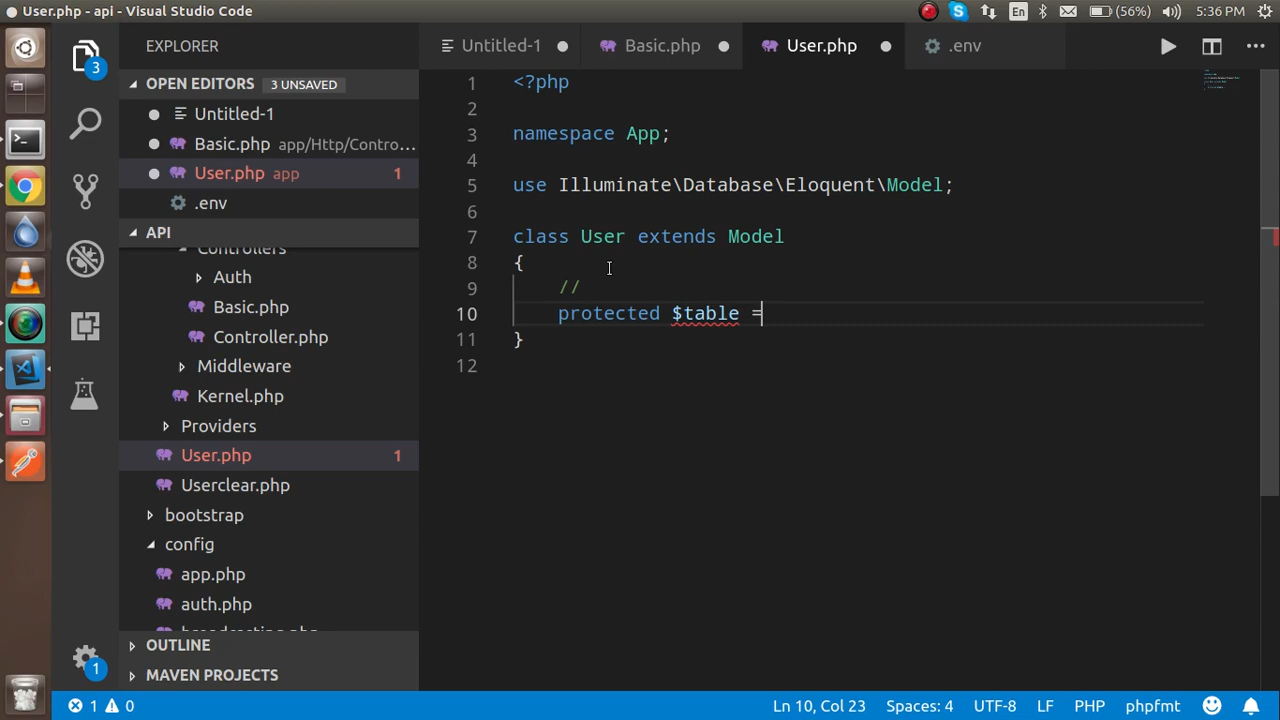 User.php - api - Visual Studio Code
En (56%) 5:36 PM
EXPLORER
OPEN EDITORS 3 UNSAVED
Untitled-1
Basic.php app/Http/Contro...
User.php app 1
.env
API
Controllers
Auth
Basic.php
Controller.php
Middleware
Kernel.php
Providers
User.php 1
Userclear.php
bootstrap
config
app.php
auth.php
broadcasting.php
OUTLINE
MAVEN PROJECTS
3
1
Untitled-1 Basic.php User.php .env
1 <?php
2
3 namespace App;
4
5 use Illuminate\Database\Eloquent\Model;
6
7 class User extends Model
8 {
9 //
10 protected $table =
11 }
12
1 0 Ln 10, Col 23 Spaces: 4 UTF-8 LF PHP phpfmt